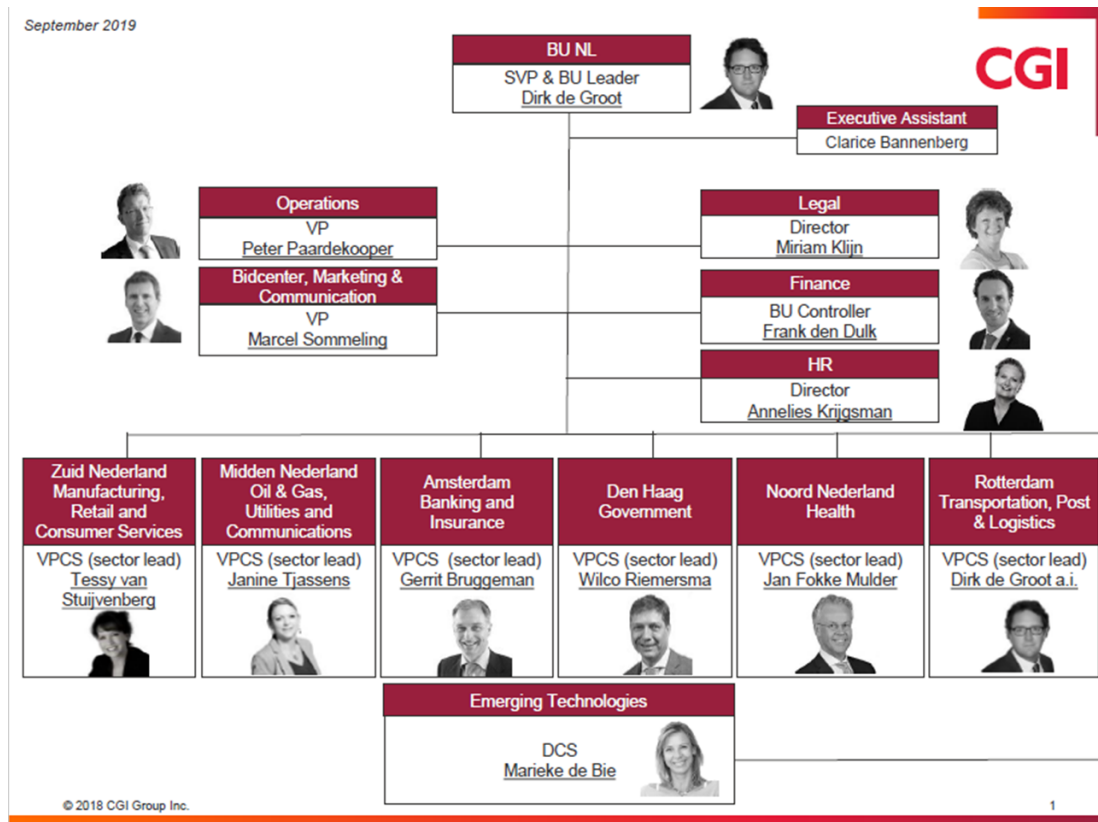 September 2019
CGI
BU NL
SVP & BU Leader
Dirk de Groot
Executive Assistant
Clarice Bannenberg
Operations
VP
Peter Paardekooper
Legal
Director
Miriam Klijn
Bidcenter, Marketing &
Communication
VP
Marcel Sommeling
Finance
BU Controller
Frank den Dulk
HR
Director
Annelies Krijgsman
Zuid Nederland
Manufacturing,
Retail and
Consumer Services
VPCS (sector lead)
Tessy van
Stuijvenberg
Midden Nederland
Oil & Gas,
Utilities and
Communications
VPCS (sector lead)
Janine Tjassens
Amsterdam
Banking and
Insurance
VPCS (sector lead)
Gerrit Bruggeman
Den Haag
Government
VPCS (sector lead)
Wilco Riemersma
Noord Nederland
Health
VPCS (sector lead)
Jan Fokke Mulder
Rotterdam
Transportation, Post
& Logistics
VPCS (sector lead)
Dirk de Groot a.i.
Emerging Technologies
DCS
Marieke de Bie
© 2018 CGI Group Inc.
1